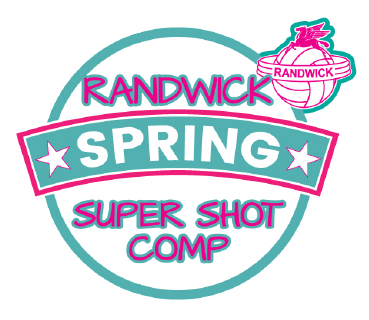 RANDWICK
RANDWICK
SPRING
SUPER SHOT
COMP